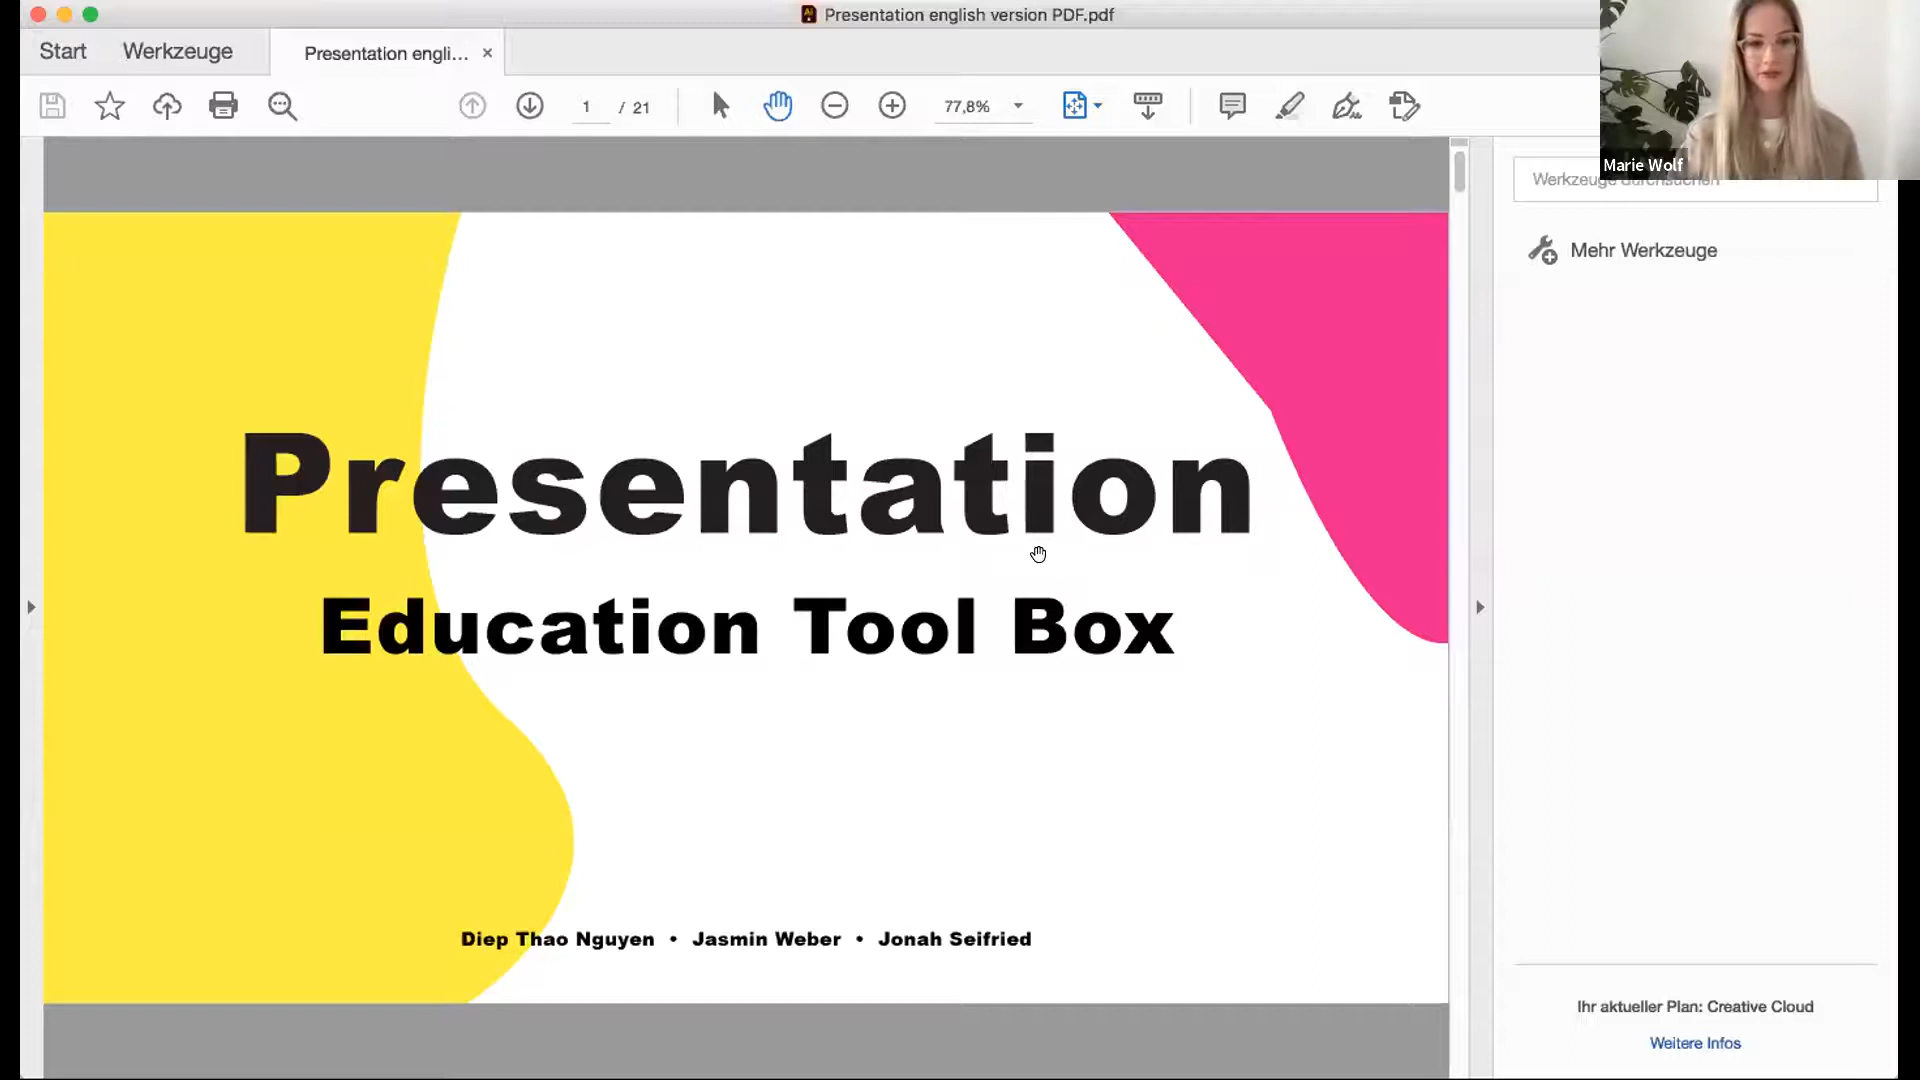 Presentation english version PDF.pdf
Start Werkzeuge Presentation engli... ×
1 / 21 77,8%
Marie Wolf
Werkzeuge durchsuchen
Mehr Werkzeuge
Presentation
Education Tool Box
Diep Thao Nguyen • Jasmin Weber • Jonah Seifried
Ihr aktueller Plan: Creative Cloud
Weitere Infos